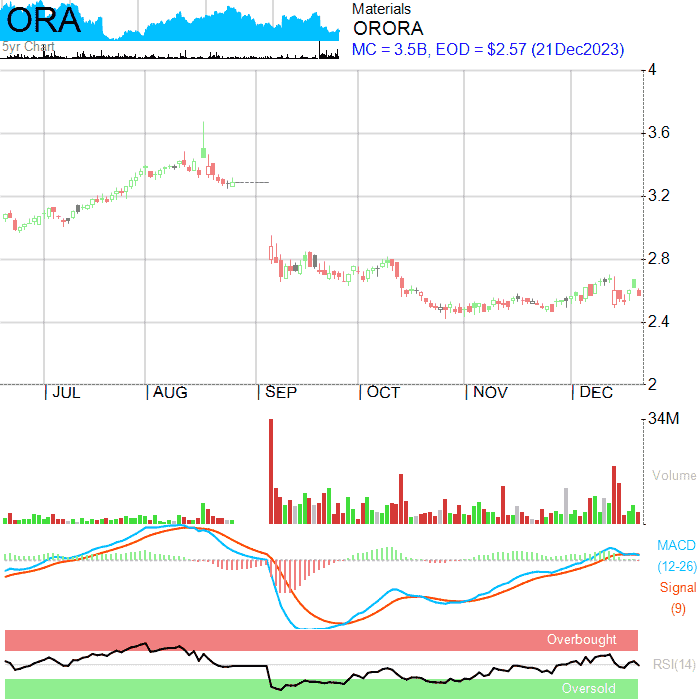 ORA
5yr Chart
Materials
ORORA
MC = 3.5B, EOD = $2.57 (21Dec2023)
4
3.6
3.2
2.8
2.4
2
JUL
AUG
SEP
OCT
NOV
DEC
34M
Volume
MACD
(12-26)
Signal
(9)
Overbought
RSI(14)
Oversold